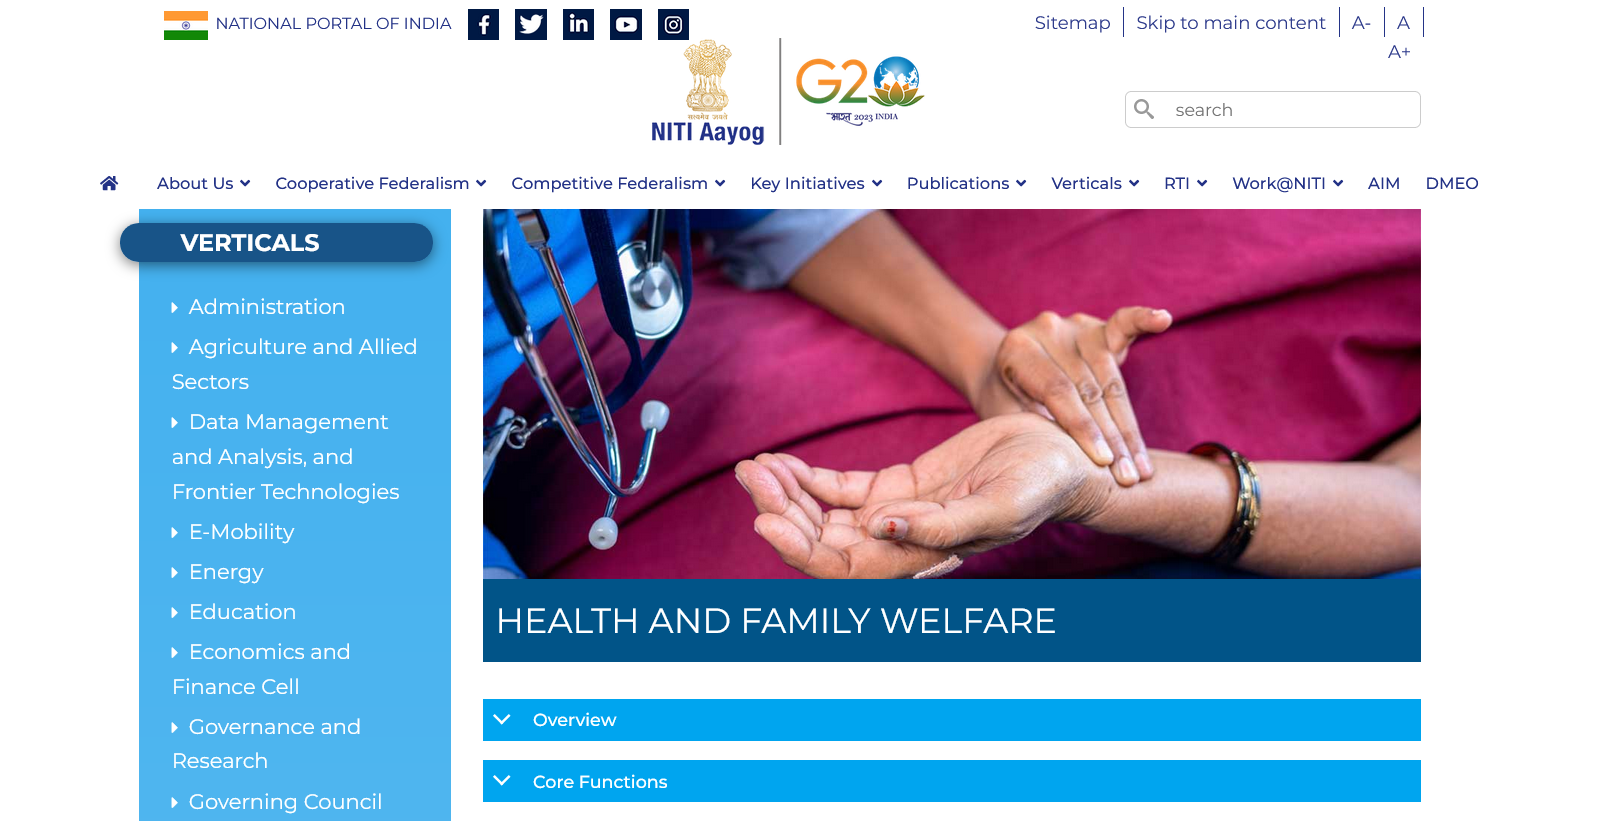 NATIONAL PORTAL OF INDIA
Sitemap
Skip to main content
A-
A
A+
सत्यमेव जयते
NITI Aayog
G20
भारत 2023 INDIA
search
About Us
Cooperative Federalism
Competitive Federalism
Key Initiatives
Publications
Verticals
RTI
Work@NITI
AIM
DMEO
VERTICALS
Administration
Agriculture and Allied
Sectors
Data Management
and Analysis, and
Frontier Technologies
E-Mobility
Energy
Education
Economics and
Finance Cell
Governance and
Research
Governing Council
HEALTH AND FAMILY WELFARE
Overview
Core Functions